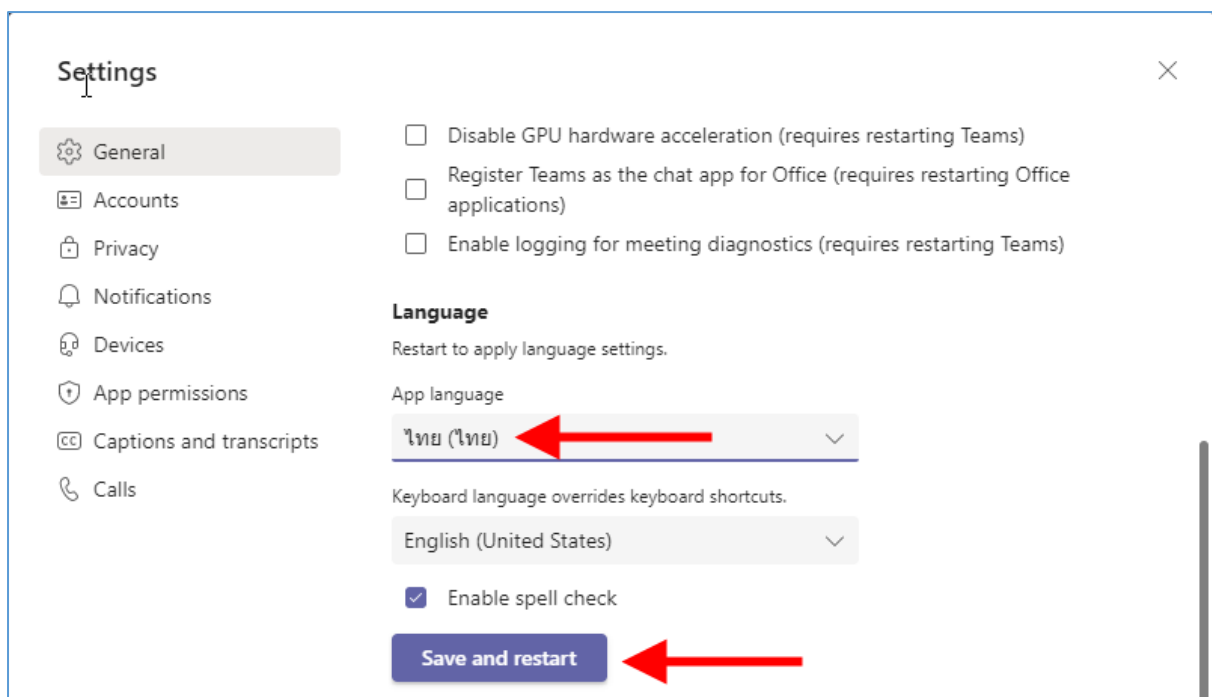 Settings
General
Accounts
Privacy
Notifications
Devices
App permissions
CC Captions and transcripts
Calls
Disable GPU hardware acceleration (requires restarting Teams)
Register Teams as the chat app for Office (requires restarting Office
applications)
Enable logging for meeting diagnostics (requires restarting Teams)
Language
Restart to apply language settings.
App language
ไทย (ไทย)
Keyboard language overrides keyboard shortcuts.
English (United States)
Enable spell check
Save and restart